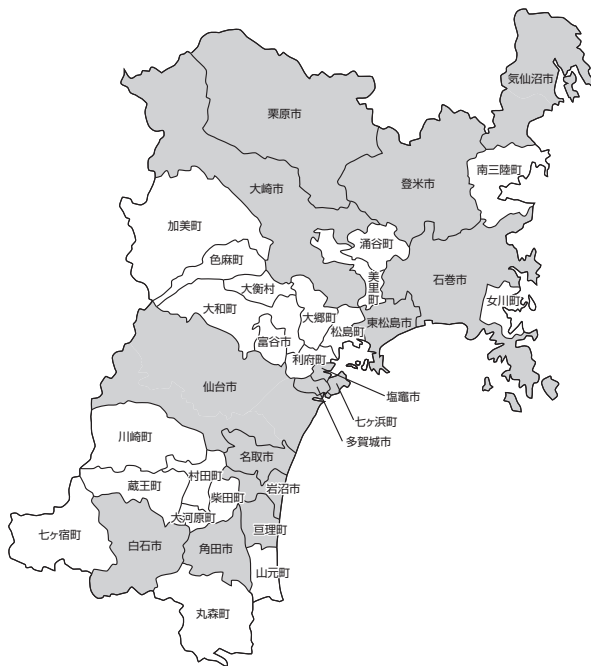 気仙沼市
栗原市
南三陸町
登米市
大崎市
加美町
涌谷町
色麻町
美里町
石巻市
大衡村
女川町
大和町
大郷町
東松島市
松島町
富谷市
利府町
仙台市
塩竈市
七ヶ浜町
多賀城市
川崎町
名取市
村田町
蔵王町
岩沼市
柴田町
大河原町
亘理町
七ヶ宿町
白石市
角田市
山元町
丸森町